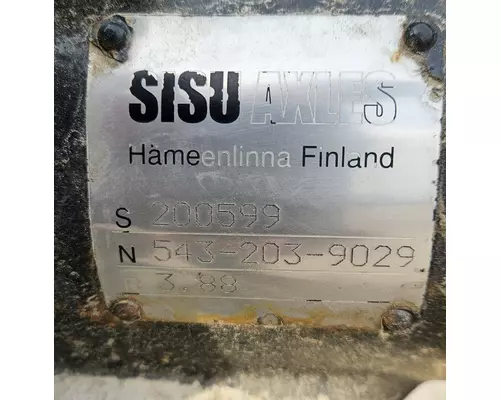 SISU AXLES
Hämeenlinna Finland
S 200599
N 543-203-9029
R 3.88